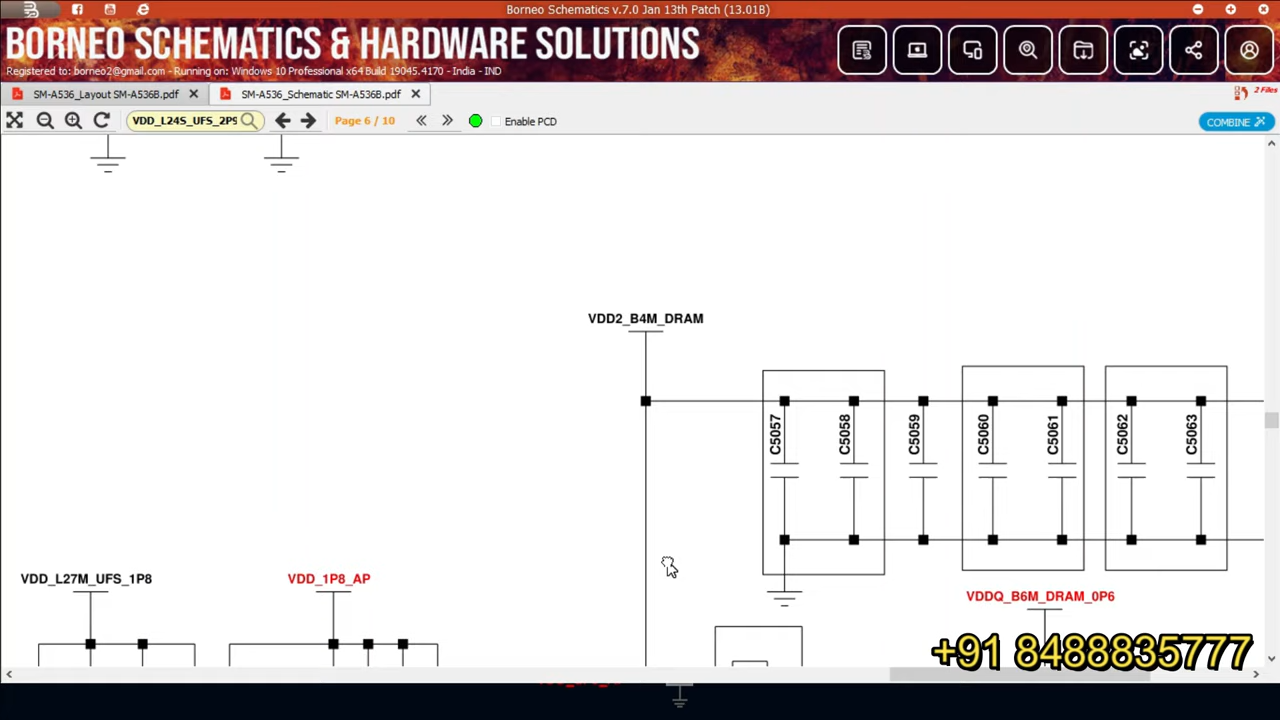 Borneo Schematics v.7.0 Jan 13th Patch (13.01B)
BORNEO SCHEMATICS & HARDWARE SOLUTIONS
Registered to: borneo2@gmail.com - Running on: Windows 10 Professional x64 Build 19045.4170 - India - IND
SM-A536_Layout SM-A536B.pdf
SM-A536_Schematic SM-A536B.pdf
2 Files
VDD_L24S_UFS_2P5
Page 6 / 10
Enable PCD
COMBINE
VDD2_B4M_DRAM
C5057
C5058
C5059
C5060
C5061
C5062
C5063
VDD_L27M_UFS_1P8
VDD_1P8_AP
VDDQ_B6M_DRAM_0P6
+91 8488835777